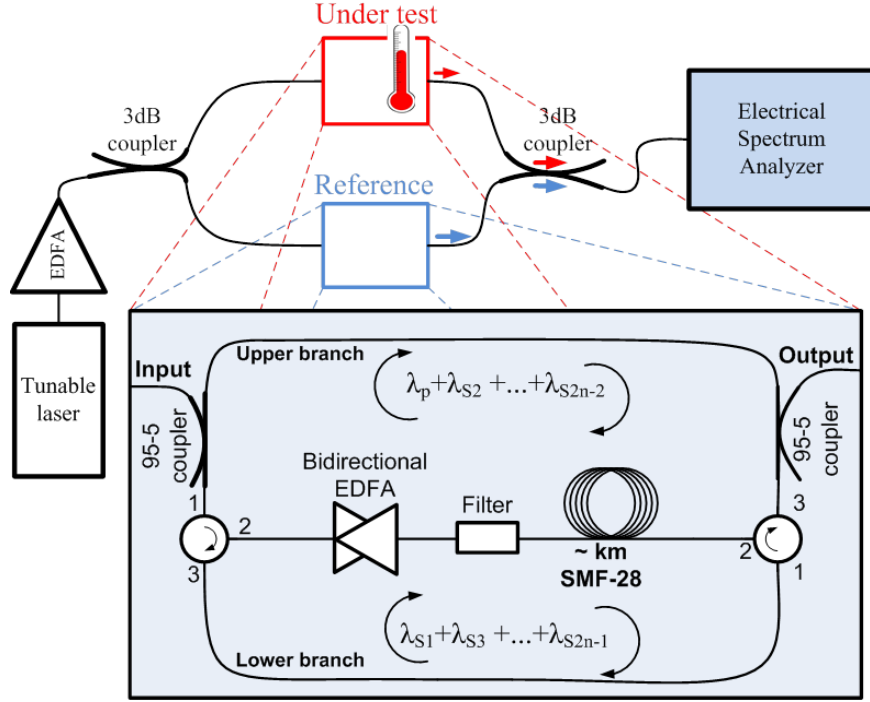 Under test
3dB
coupler
3dB
coupler
Electrical
Spectrum
Analyzer
Reference
EDFA
Tunable
laser
Input
Upper branch
Output
λp+λS2 +...+λS2n-2
95-5
coupler
95-5
coupler
Bidirectional
EDFA
Filter
1
2
3
~ km
SMF-28
3
2
1
λS1+λS3 +...+λS2n-1
Lower branch